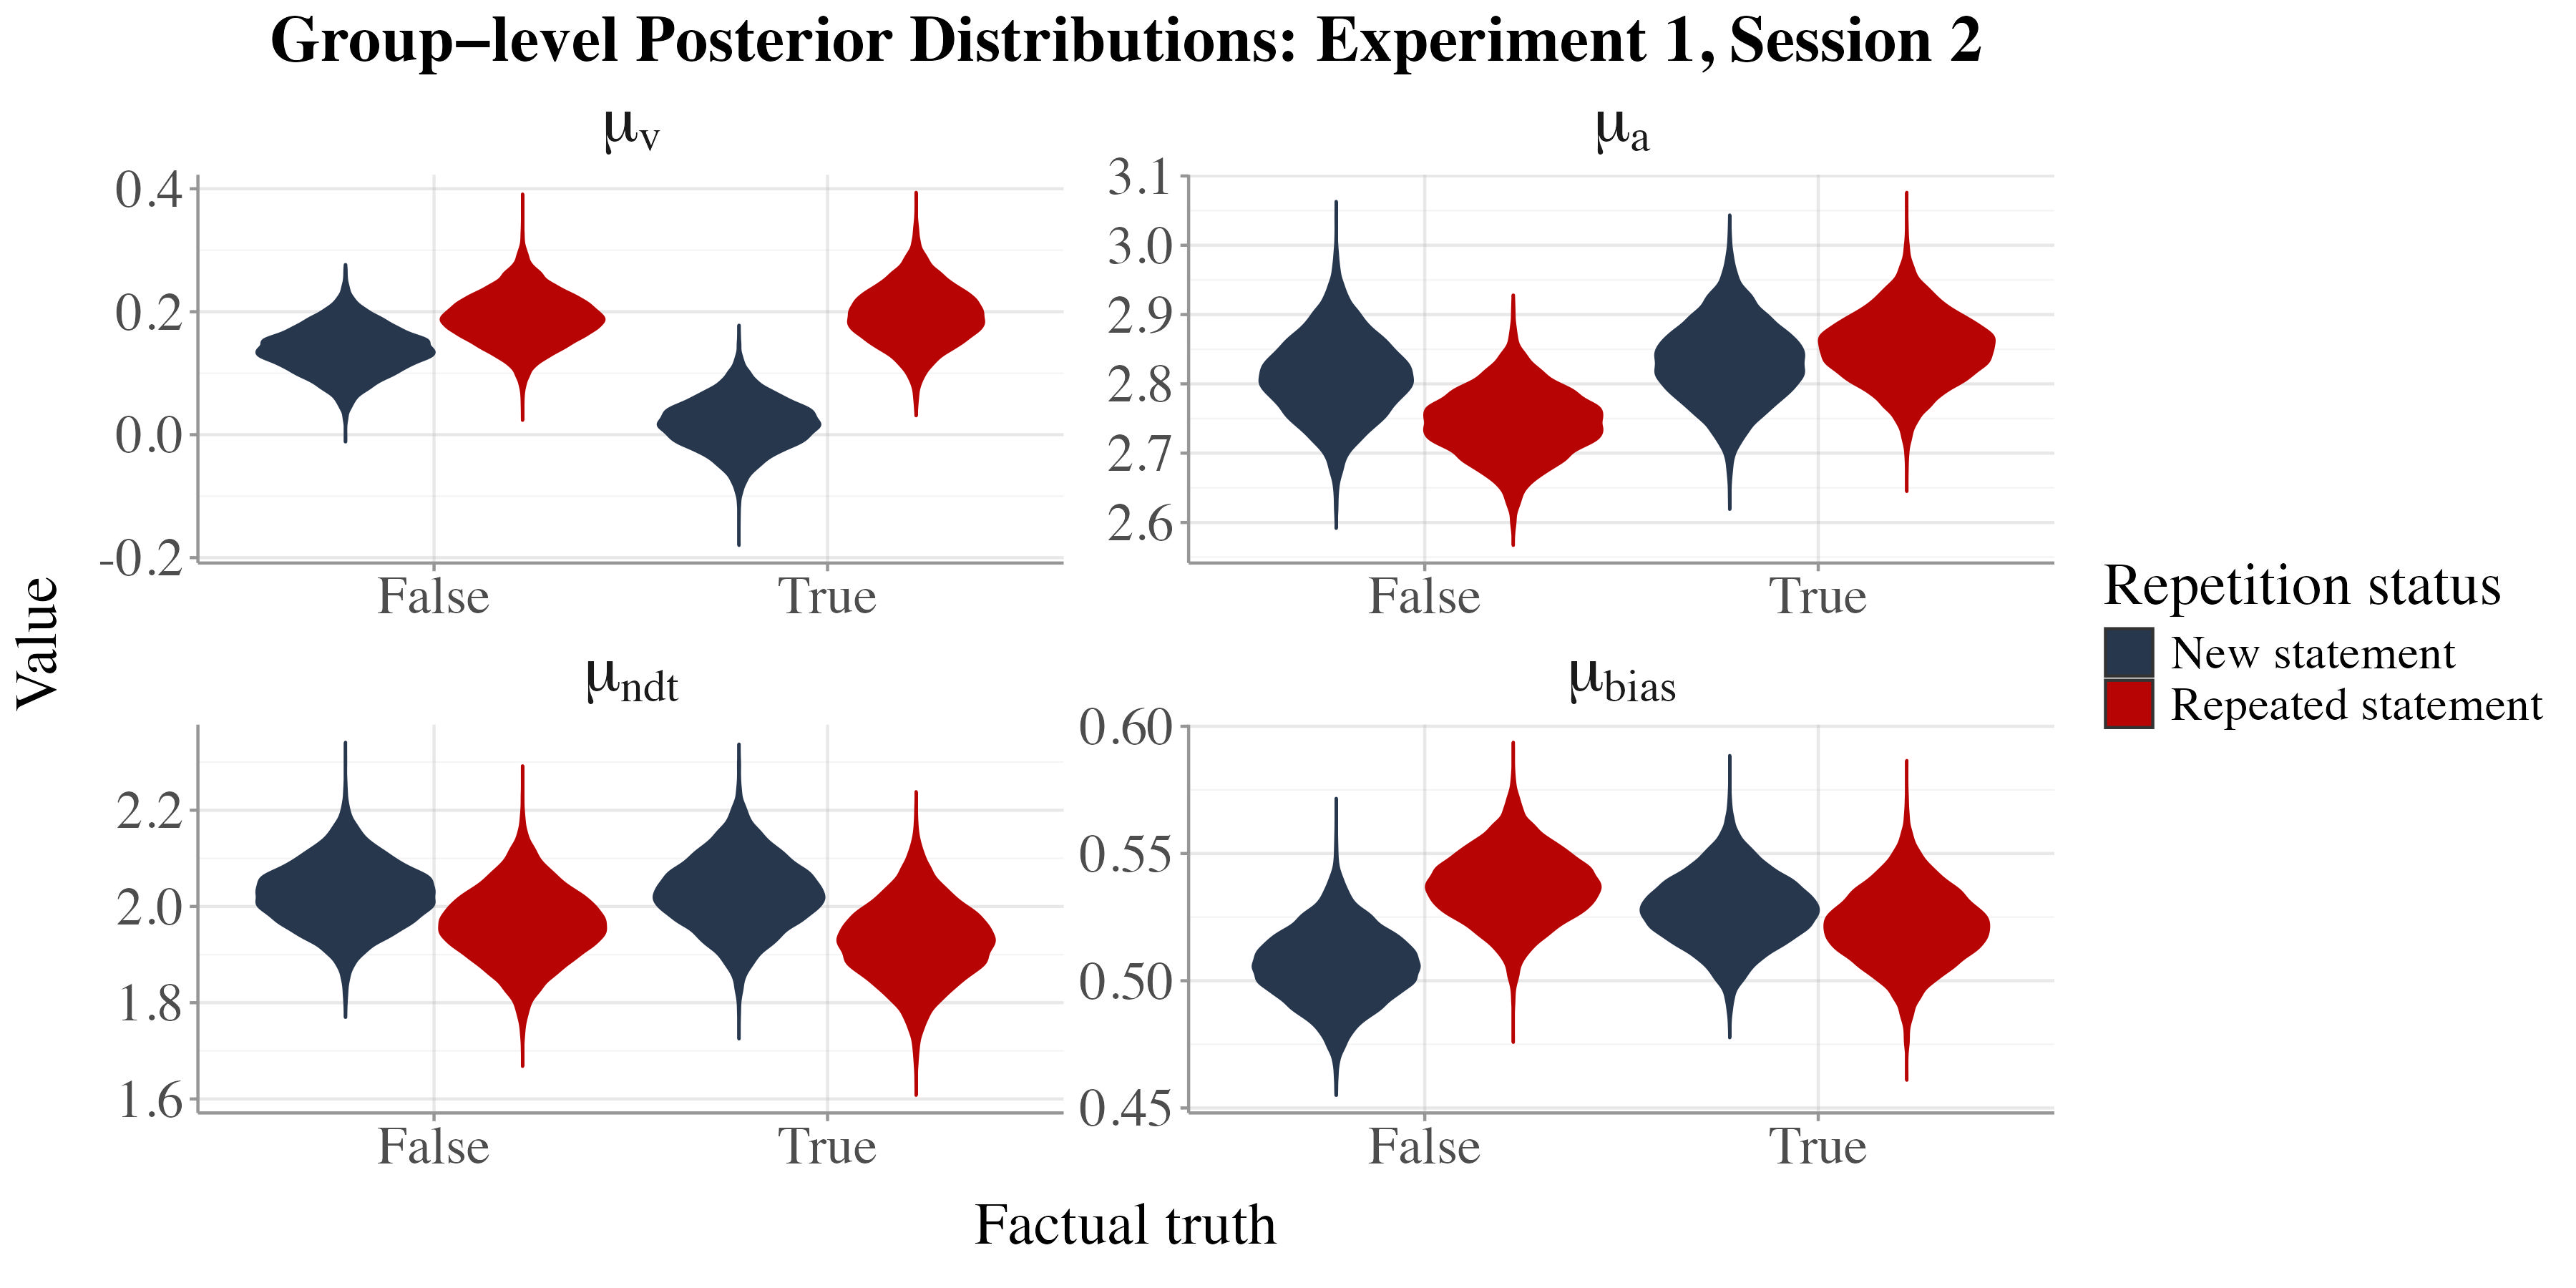 Group–level Posterior Distributions: Experiment 1, Session 2
μv
0.4
0.2
0.0
-0.2
False True
μa
3.1
3.0
2.9
2.8
2.7
2.6
False True
μndt
2.2
2.0
1.8
1.6
False True
μbias
0.60
0.55
0.50
0.45
False True
Value
Factual truth
Repetition status
New statement
Repeated statement